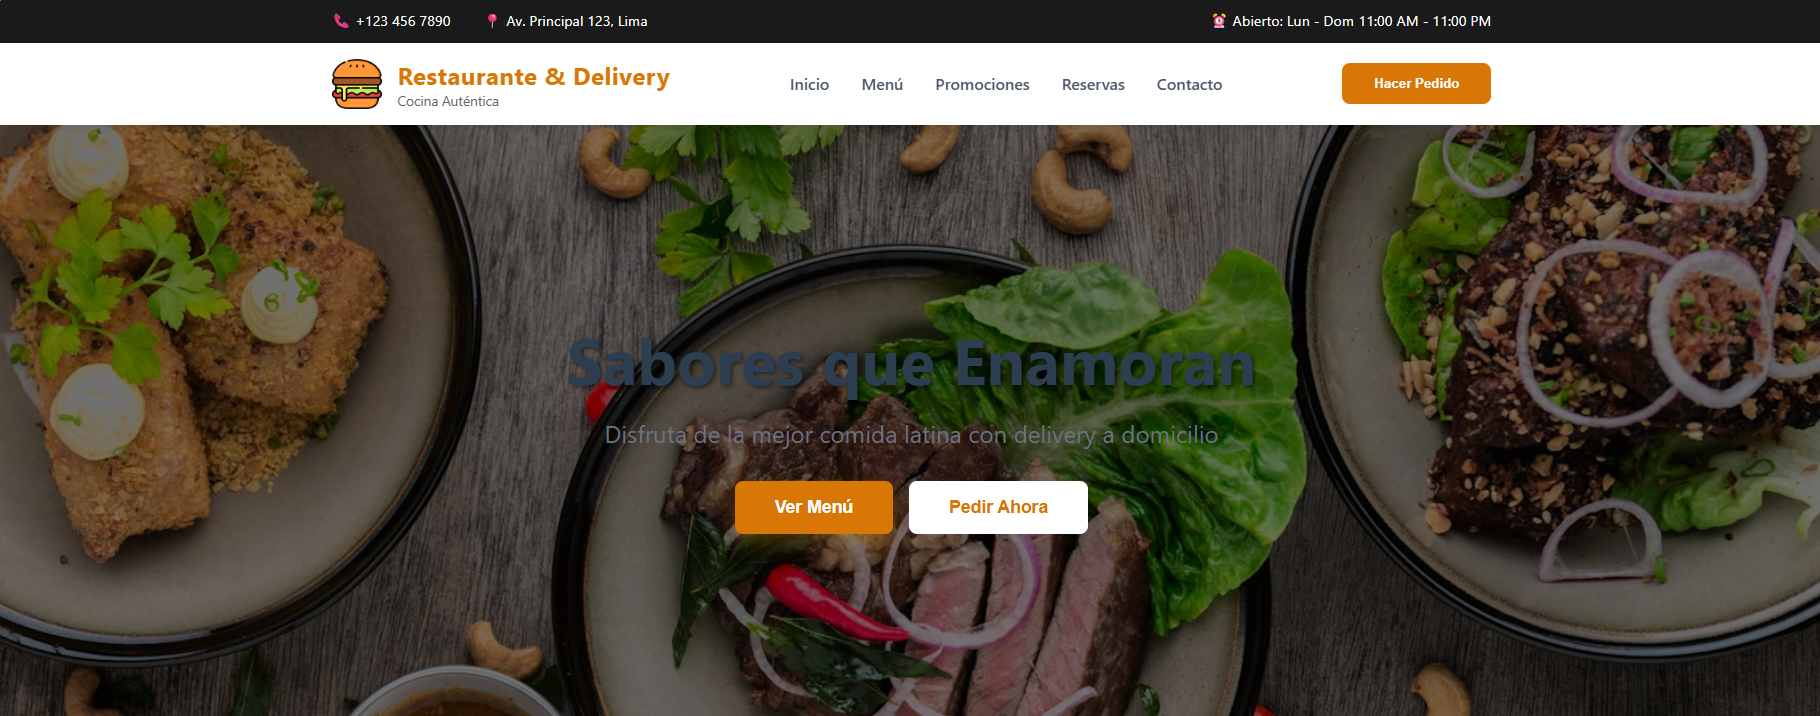 +123 456 7890
Av. Principal 123, Lima
Abierto: Lun - Dom 11:00 AM - 11:00 PM
Restaurante & Delivery
Cocina Auténtica
Inicio
Menú
Promociones
Reservas
Contacto
Hacer Pedido
Sabores que Enamoran
Disfruta de la mejor comida latina con delivery a domicilio
Ver Menú
Pedir Ahora